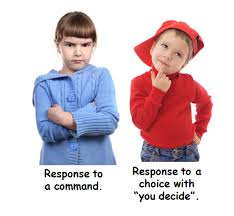 Response to
a command.
Response to a
choice with
“you decide”.